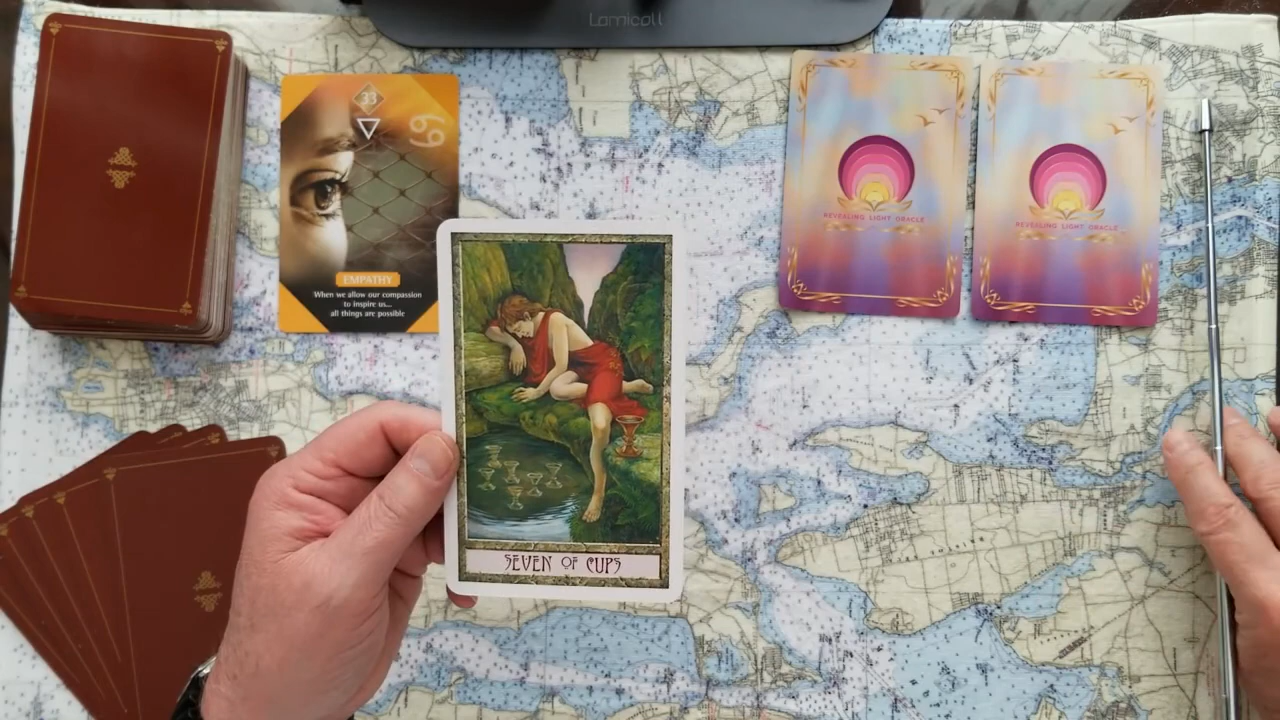 Lamicall
33
EMPATHY
When we allow our compassion
to inspire us...
all things are possible
REVEALING LIGHT ORACLE
REVEALING LIGHT ORACLE
SEVEN OF CUPS